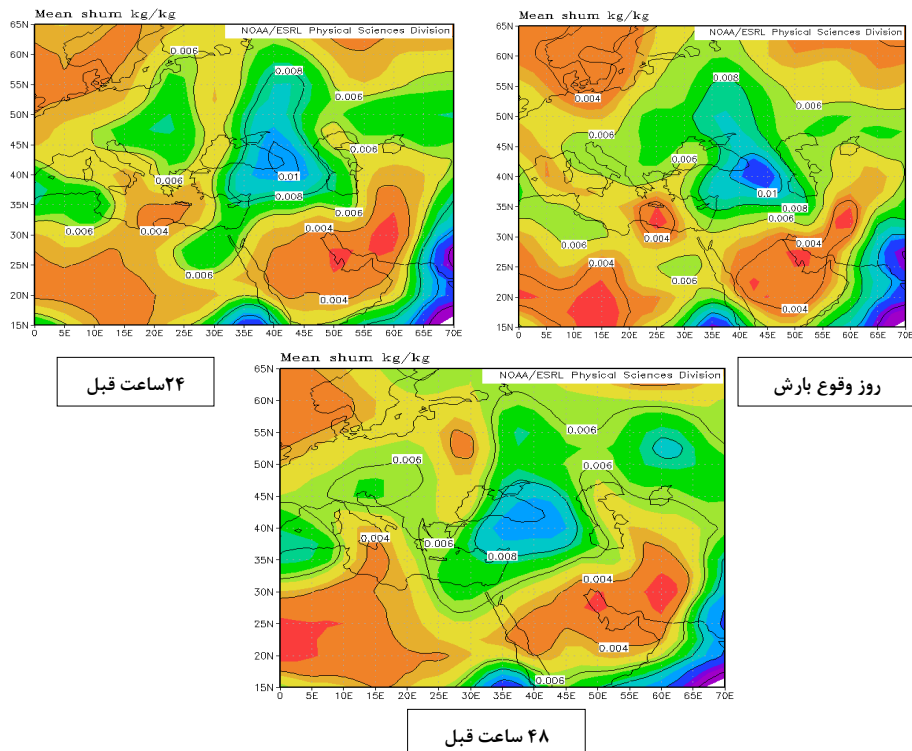 Mean shum kg/kg
NOAA/ESRL Physical Sciences Division
65N
60N
55N
50N
45N
40N
35N
30N
25N
20N
15N
0.006
0.008
0.006
0.006
0.006
0.01
0.008
0.006
0.004
0.006
0.004
0.006
0.004
0 5E 10E 15E 20E 25E 30E 35E 40E 45E 50E 55E 60E 65E 70E
۲۴ساعت قبل
Mean shum kg/kg
NOAA/ESRL Physical Sciences Division
65N
60N
55N
50N
45N
40N
35N
30N
25N
20N
15N
0.008
0.004
0.006
0.006
0.006
0.006
0.01
0.008
0.006
0.006
0.004
0.004
0.006
0.004
0.004
0 5E 10E 15E 20E 25E 30E 35E 40E 45E 50E 55E 60E 65E 70E
روز وقوع بارش
Mean shum kg/kg
NOAA/ESRL Physical Sciences Division
65N
60N
55N
50N
45N
40N
35N
30N
25N
20N
15N
0.006
0.006
0.006
0.004
0.006
0.006
0.008
0.004
0.004
0.006
0 5E 10E 15E 20E 25E 30E 35E 40E 45E 50E 55E 60E 65E 70E
۴۸ ساعت قبل